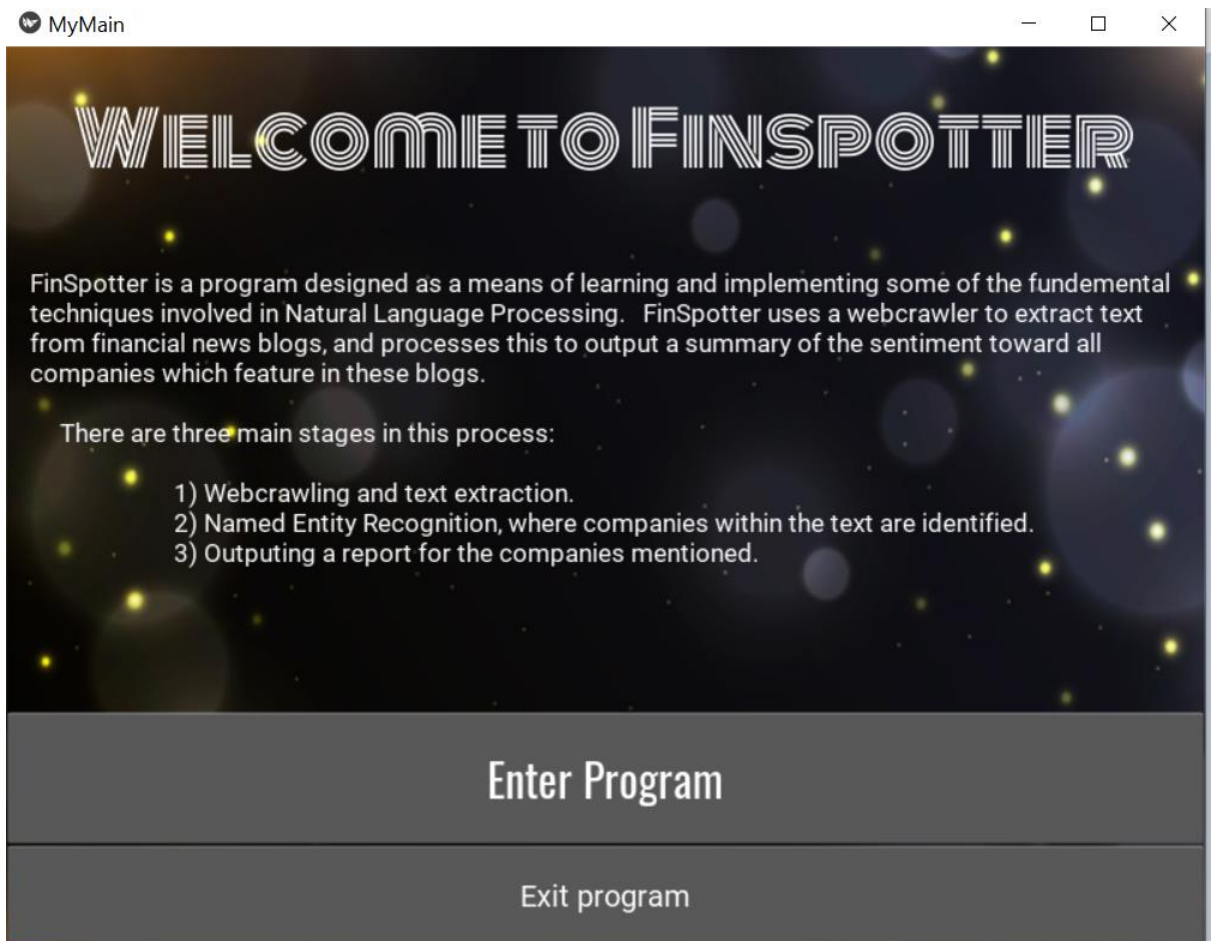 MyMain
Welcome to Finspotter
FinSpotter is a program designed as a means of learning and implementing some of the fundemental
techniques involved in Natural Language Processing.   FinSpotter uses a webcrawler to extract text
from financial news blogs, and processes this to output a summary of the sentiment toward all
companies which feature in these blogs.
There are three main stages in this process:
1) Webcrawling and text extraction.
2) Named Entity Recognition, where companies within the text are identified.
3) Outputing a report for the companies mentioned.
Enter Program
Exit program